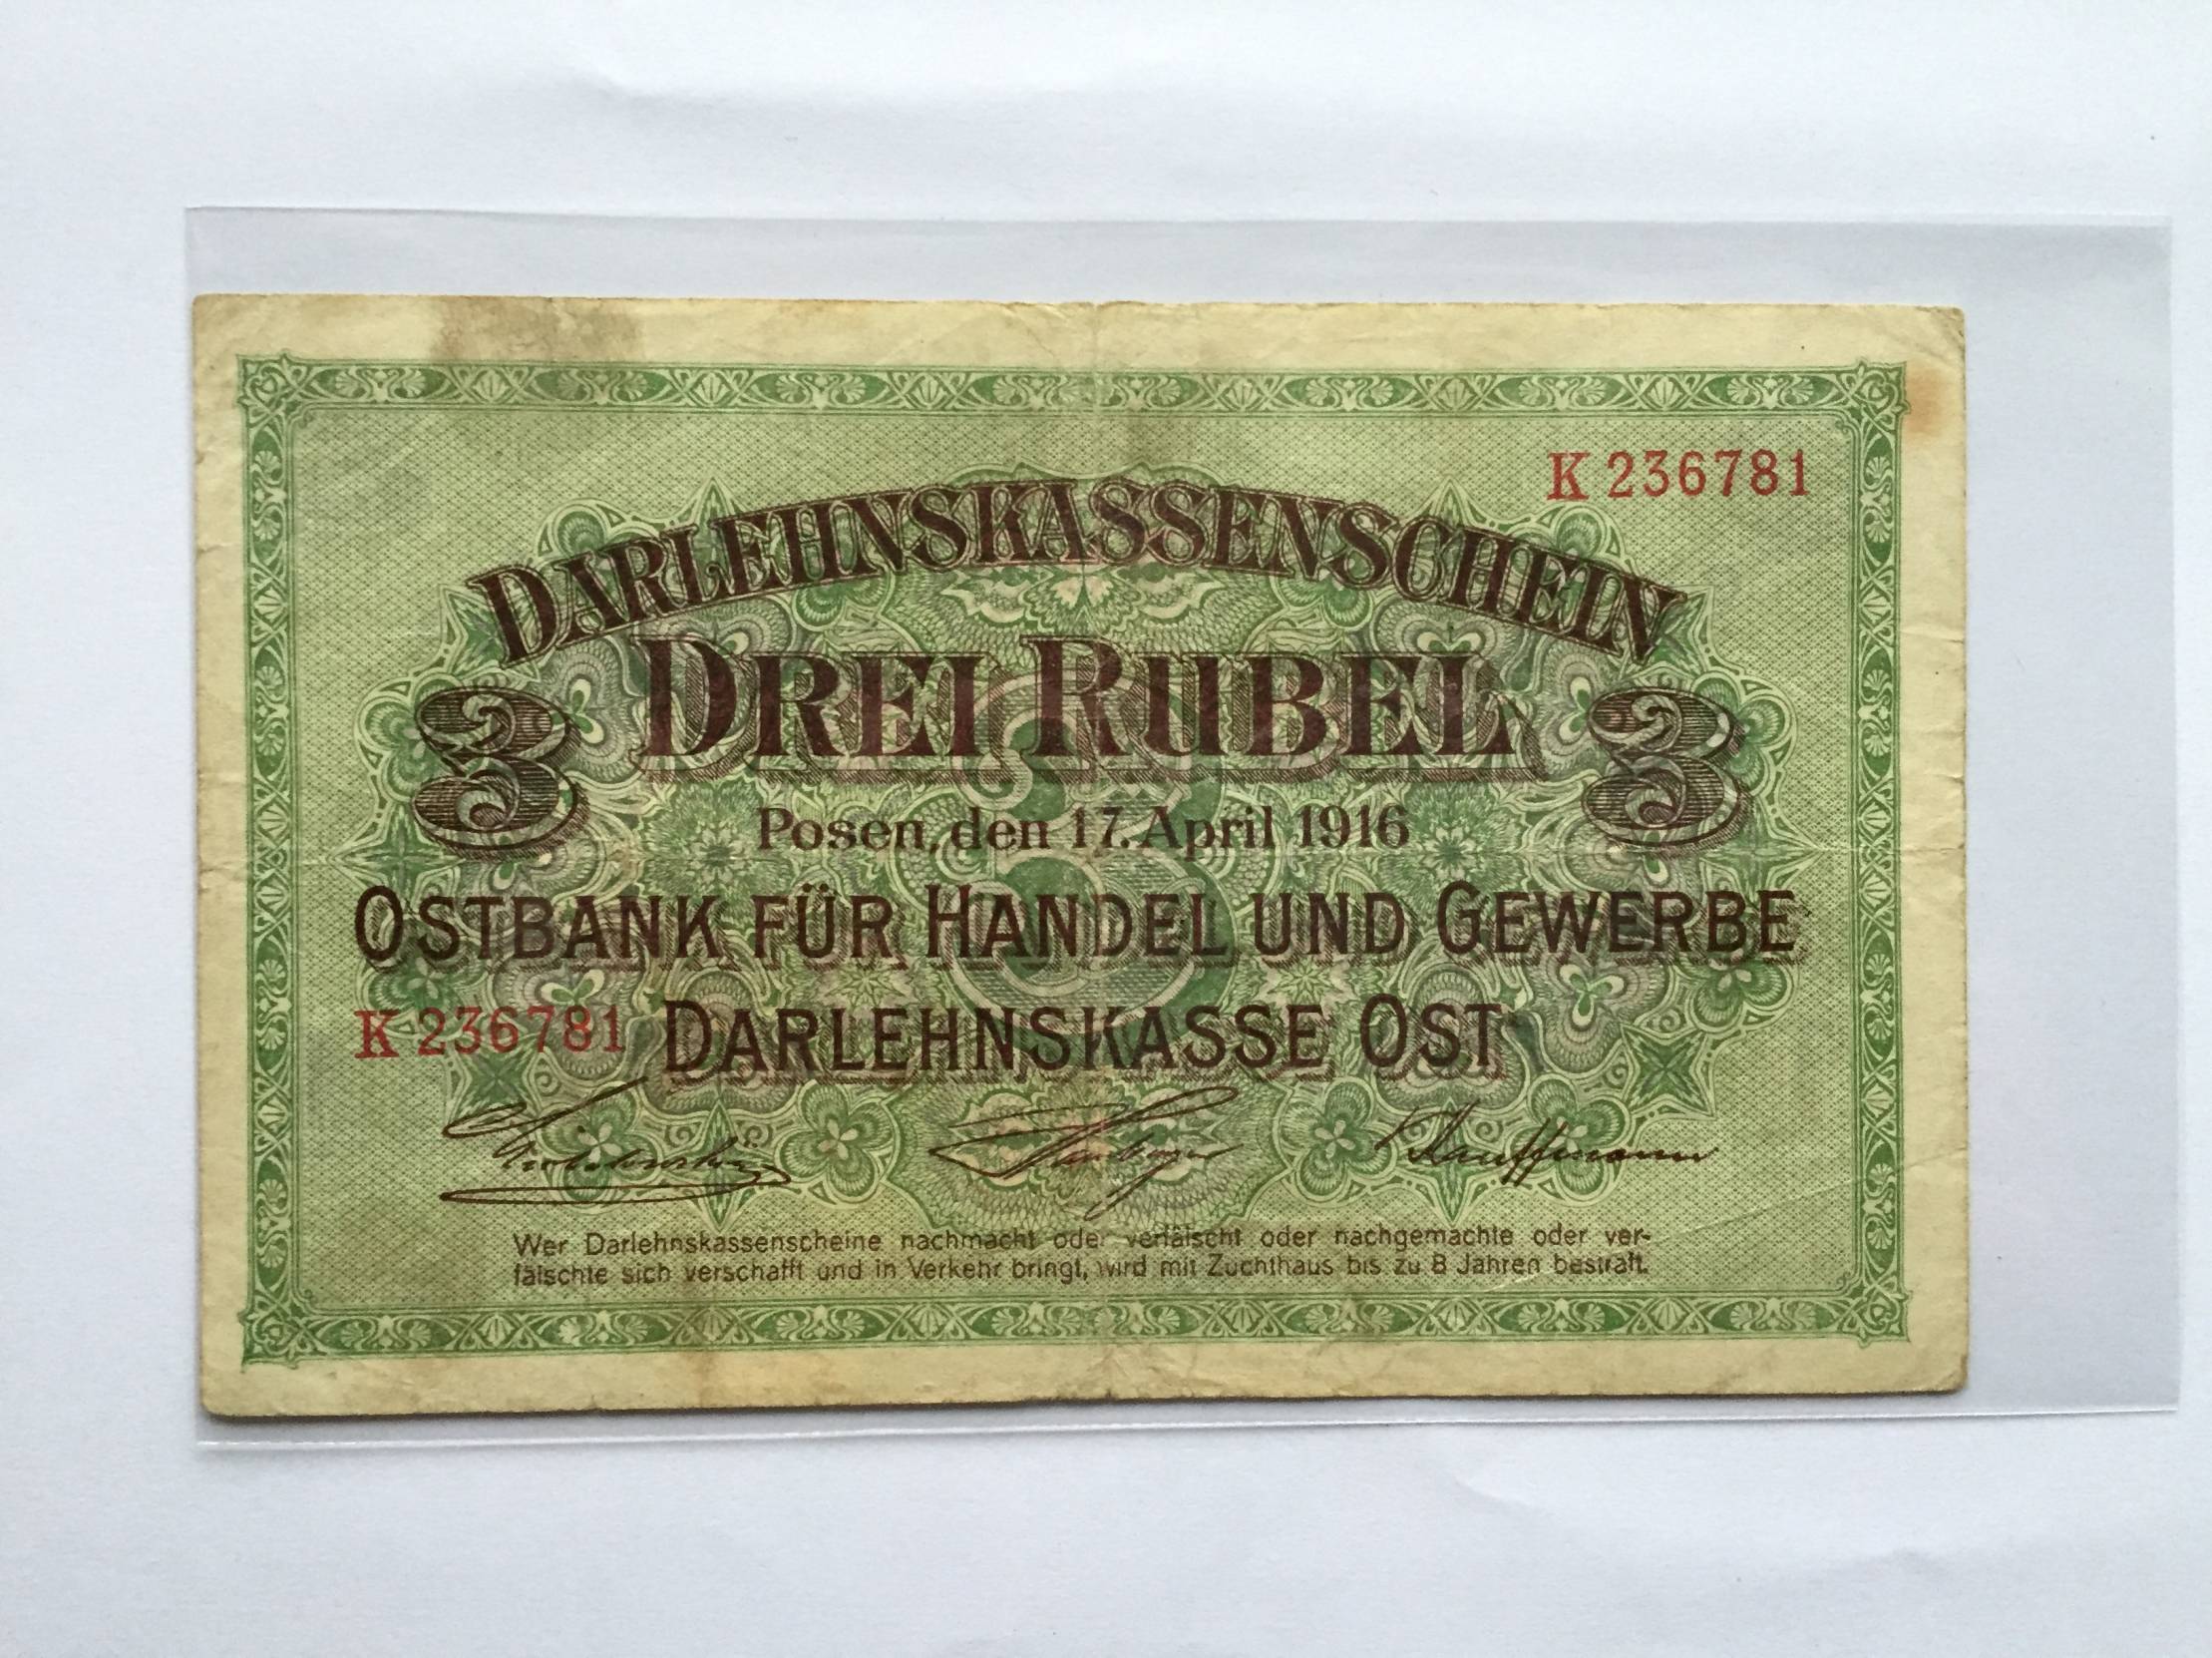 K 236781
DARLEHNSKASSENSCHEIN
3 DREI RUBEL 3
Posen, den 17. April 1916
OSTBANK FÜR HANDEL UND GEWERBE
K 236781 DARLEHNSKASSE OST
Kauffmann
Wer Darlehnskassenscheine nachmacht oder verfälscht oder nachgemachte oder ver-
fälschte sich verschafft und in Verkehr bringt, wird mit Zuchthaus bis zu 8 Jahren bestraft.